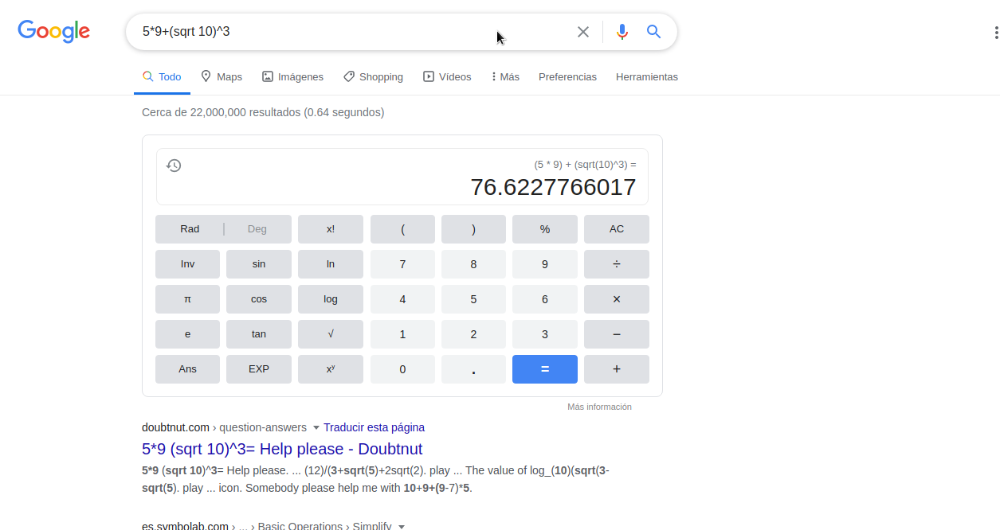 Google
5*9+(sqrt 10)^3
Todo Maps Imágenes Shopping Vídeos Más Preferencias Herramientas
Cerca de 22,000,000 resultados (0.64 segundos)
(5 * 9) + (sqrt(10)^3) =
76.6227766017
Rad | Deg x! ( ) % AC
Inv sin ln 7 8 9 ÷
π cos log 4 5 6 ×
e tan √ 1 2 3 −
Ans EXP xʸ 0 . = +
Más información
doubtnut.com › question-answers Traducir esta página
5*9 (sqrt 10)^3= Help please - Doubtnut
5*9 (sqrt 10)^3= Help please. ... (12)/(3+sqrt(5)+2sqrt(2). play ... The value of log_(10)(sqrt(3-
sqrt(5). play ... icon. Somebody please help me with 10+9+(9-7)*5.
es.symbolab.com › ... › Basic Operations › Simplify